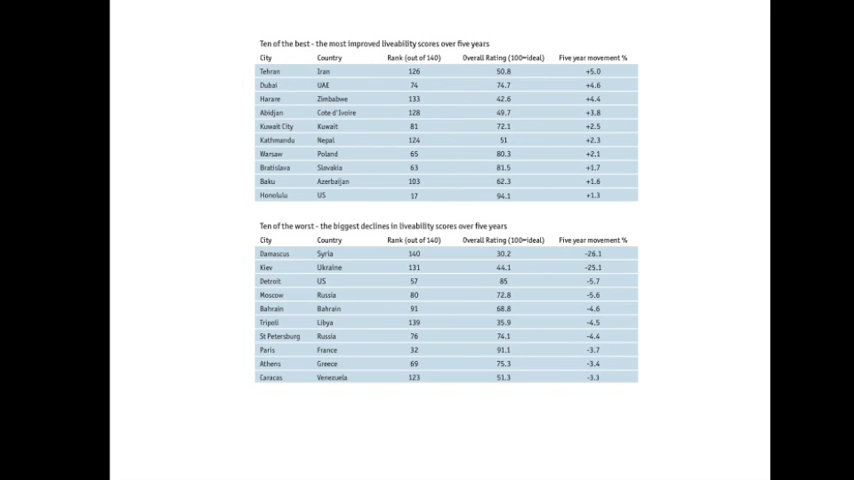 Ten of the best - the most improved liveability scores over five years
City Country Rank (out of 140) Overall Rating (100=ideal) Five year movement %
Tehran Iran 126 50.8 +5.0
Dubai UAE 74 74.7 +4.6
Harare Zimbabwe 133 42.6 +4.4
Abidjan Cote d'Ivoire 128 49.7 +3.8
Kuwait City Kuwait 81 72.1 +2.5
Kathmandu Nepal 124 51 +2.3
Warsaw Poland 65 80.3 +2.1
Bratislava Slovakia 63 81.5 +1.7
Baku Azerbaijan 103 62.3 +1.6
Honolulu US 17 94.1 +1.3
Ten of the worst - the biggest declines in liveability scores over five years
City Country Rank (out of 140) Overall Rating (100=ideal) Five year movement %
Damascus Syria 140 30.2 -26.1
Kiev Ukraine 131 44.1 -25.1
Detroit US 57 85 -5.7
Moscow Russia 80 72.8 -5.6
Bahrain Bahrain 91 68.8 -4.6
Tripoli Libya 139 35.9 -4.5
St Petersburg Russia 76 74.1 -4.4
Paris France 32 91.1 -3.7
Athens Greece 69 75.3 -3.4
Caracas Venezuela 123 51.3 -3.3